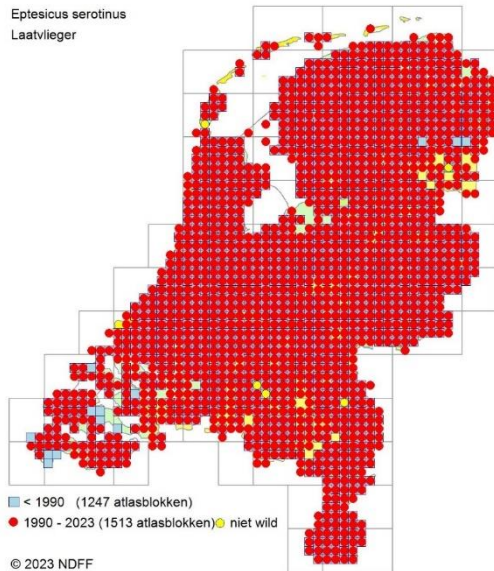 Eptesicus serotinus
Laatvlieger
< 1990 (1247 atlasblokken)
1990 - 2023 (1513 atlasblokken) niet wild
© 2023 NDFF